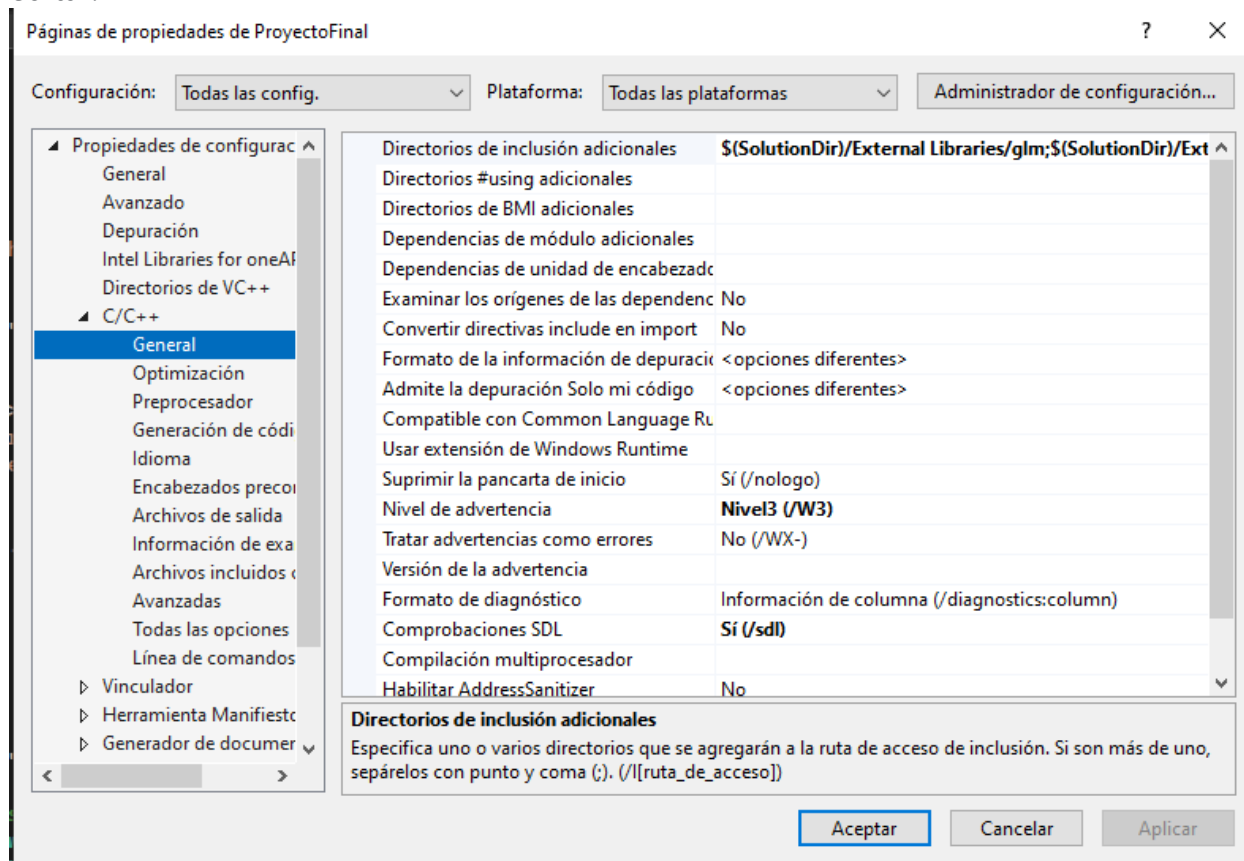 Páginas de propiedades de ProyectoFinal
?
Configuración:
Todas las config.
Plataforma:
Todas las plataformas
Administrador de configuración...
Propiedades de configurac
General
Avanzado
Depuración
Intel Libraries for oneAP
Directorios de VC++
C/C++
General
Optimización
Preprocesador
Generación de códi
Idioma
Encabezados precor
Archivos de salida
Información de exa
Archivos incluidos
Avanzadas
Todas las opciones
Línea de comandos
Vinculador
Herramienta Manifiesto
Generador de documer
Directorios de inclusión adicionales $(SolutionDir)/External Libraries/glm;$(SolutionDir)/Ext
Directorios #using adicionales
Directorios de BMI adicionales
Dependencias de módulo adicionales
Dependencias de unidad de encabezado
Examinar los orígenes de las dependenc No
Convertir directivas include en import No
Formato de la información de depuració <opciones diferentes>
Admite la depuración Solo mi código <opciones diferentes>
Compatible con Common Language Ru
Usar extensión de Windows Runtime
Suprimir la pancarta de inicio Sí (/nologo)
Nivel de advertencia Nivel3 (/W3)
Tratar advertencias como errores No (/WX-)
Versión de la advertencia
Formato de diagnóstico Información de columna (/diagnostics:column)
Comprobaciones SDL Sí (/sdl)
Compilación multiprocesador
Habilitar AddressSanitizer No
Directorios de inclusión adicionales
Especifica uno o varios directorios que se agregarán a la ruta de acceso de inclusión. Si son más de uno,
sepárelos con punto y coma (;). (/I[ruta_de_acceso])
Aceptar
Cancelar
Aplicar